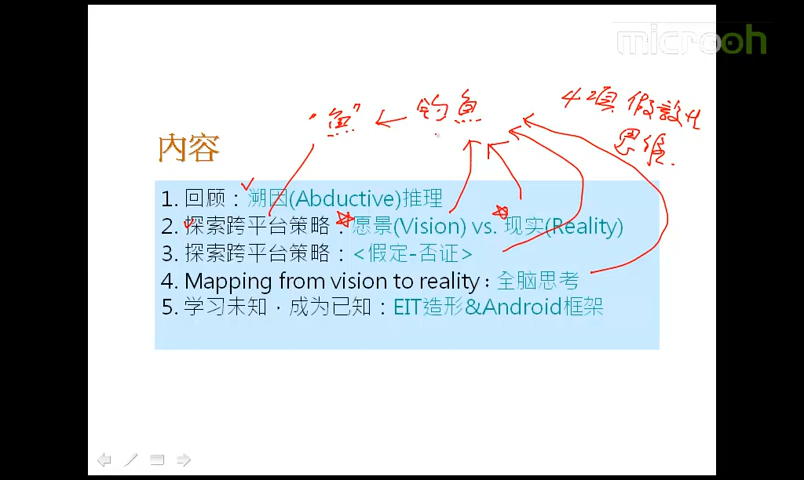 microoh
4項假設性
思维.
"魚" ← 钓魚
内容
1. 回顾：溯因(Abductive)推理
2. 探索跨平台策略：愿景(Vision) vs. 现实(Reality)
3. 探索跨平台策略：<假定-否证>
4. Mapping from vision to reality：全脑思考
5. 学习未知，成为已知：EIT造形&Android框架